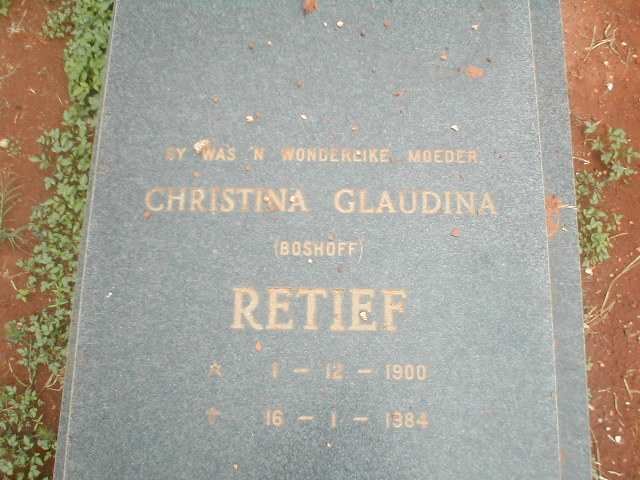 SY WAS 'N WONDERLIKE MOEDER
CHRISTINA GLAUDINA
(BOSHOFF)
RETIEF
☆ 1 - 12 - 1900
† 16 - 1 - 1984